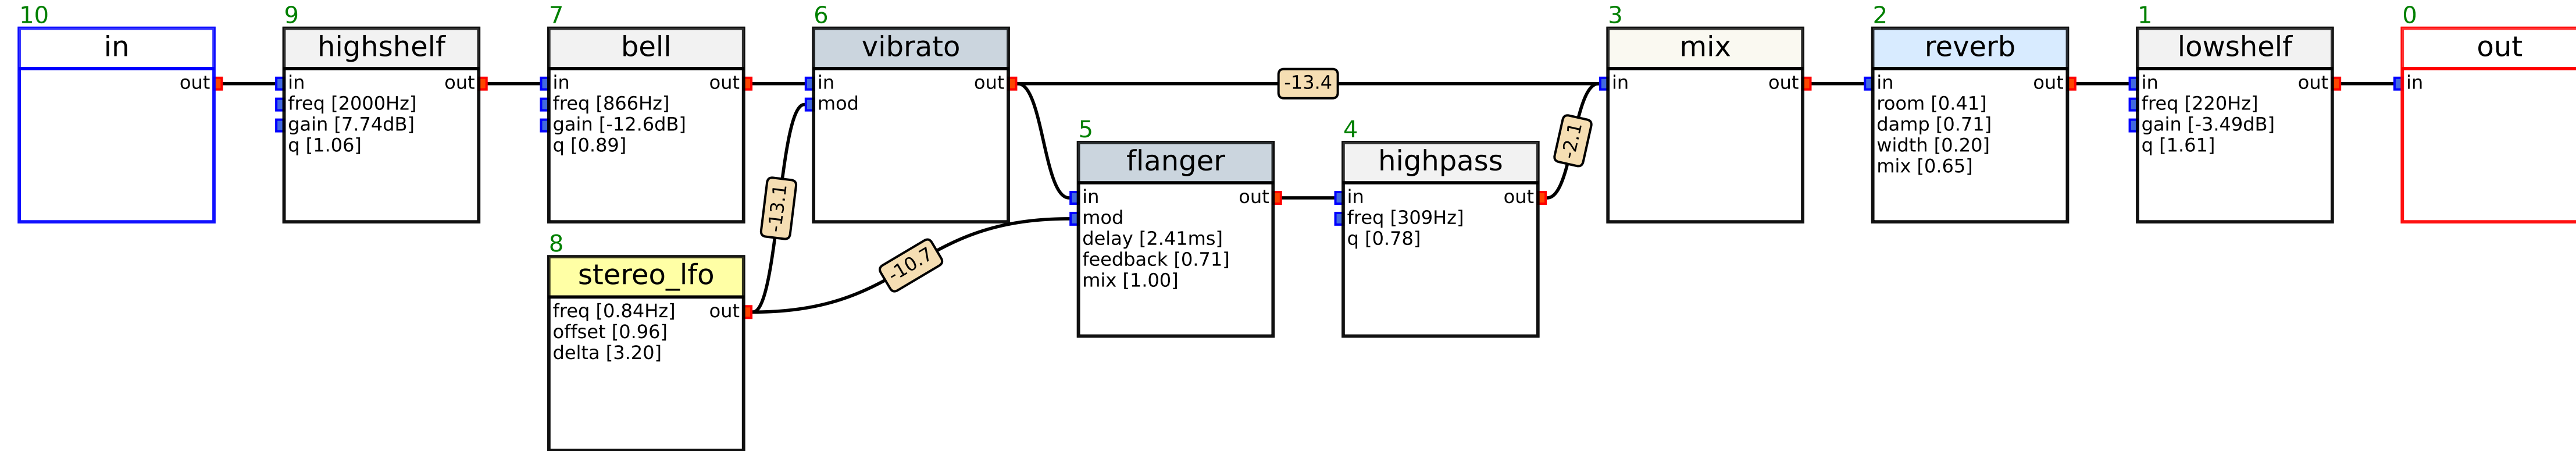 10
in
out
9
highshelf
in
out
freq [2000Hz]
gain [7.74dB]
q [1.06]
7
bell
in
out
freq [866Hz]
gain [-12.6dB]
q [0.89]
8
stereo_lfo
freq [0.84Hz]
out
offset [0.96]
delta [3.20]
-13.1
-10.7
6
vibrato
in
out
mod
-13.4
5
flanger
in
out
mod
delay [2.41ms]
feedback [0.71]
mix [1.00]
4
highpass
in
out
freq [309Hz]
q [0.78]
-2.1
3
mix
in
out
2
reverb
in
out
room [0.41]
damp [0.71]
width [0.20]
mix [0.65]
1
lowshelf
in
out
freq [220Hz]
gain [-3.49dB]
q [1.61]
0
out
in